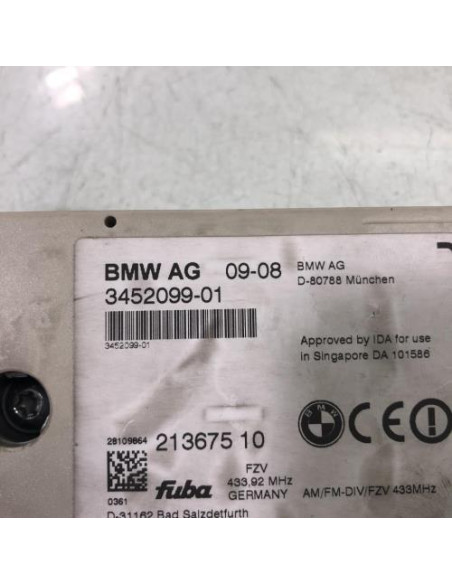 BMW AG 09-08
3452099-01
3452099-01
BMW AG
D-80788 München
Approved by IDA for use
in Singapore DA 101586
28109864
213675 10
FZV
433,92 MHz
GERMANY
fuba
0361
D-31162 Bad Salzdetfurth
CE
AM/FM-DIV/FZV 433MHz